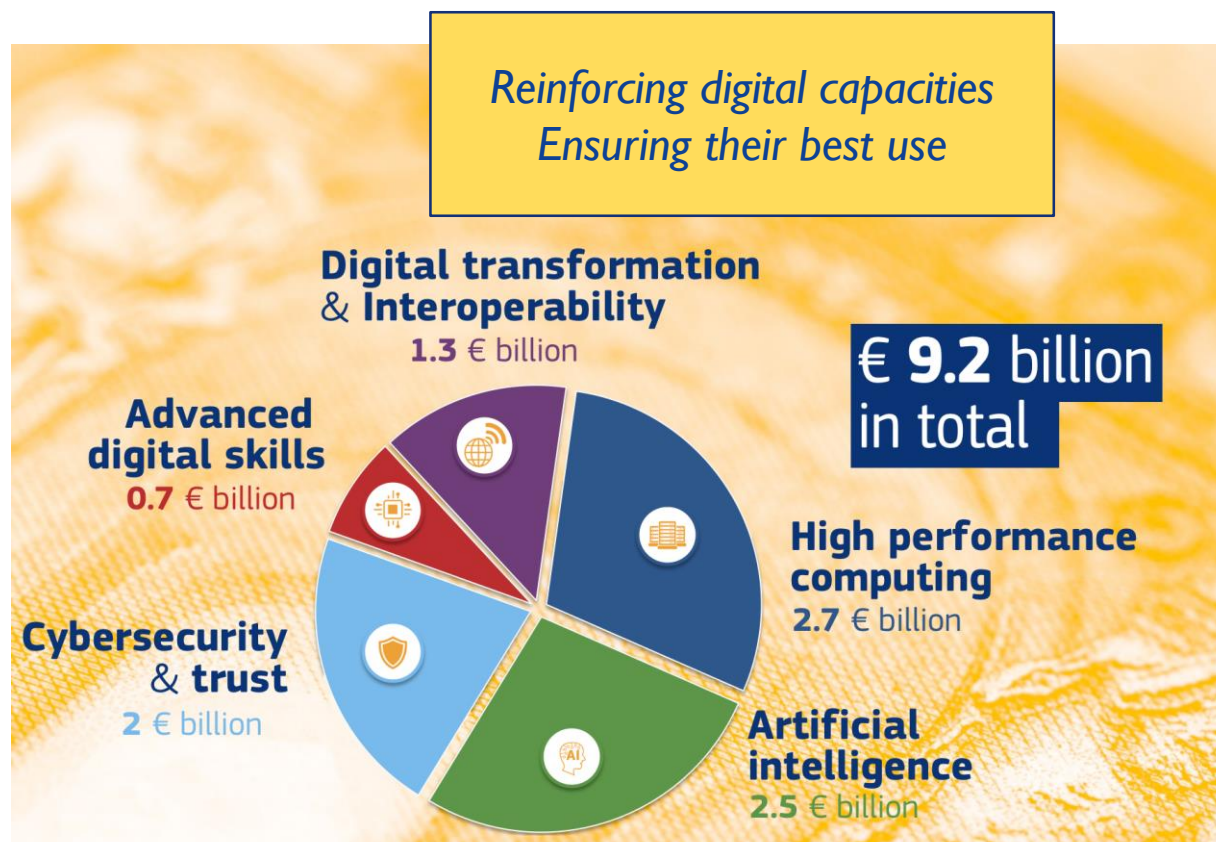 Reinforcing digital capacities
Ensuring their best use
Digital transformation
& Interoperability
1.3 € billion
€ 9.2 billion
in total
Advanced
digital skills
0.7 € billion
High performance
computing
2.7 € billion
Cybersecurity
& trust
2 € billion
Artificial
intelligence
2.5 € billion
AI